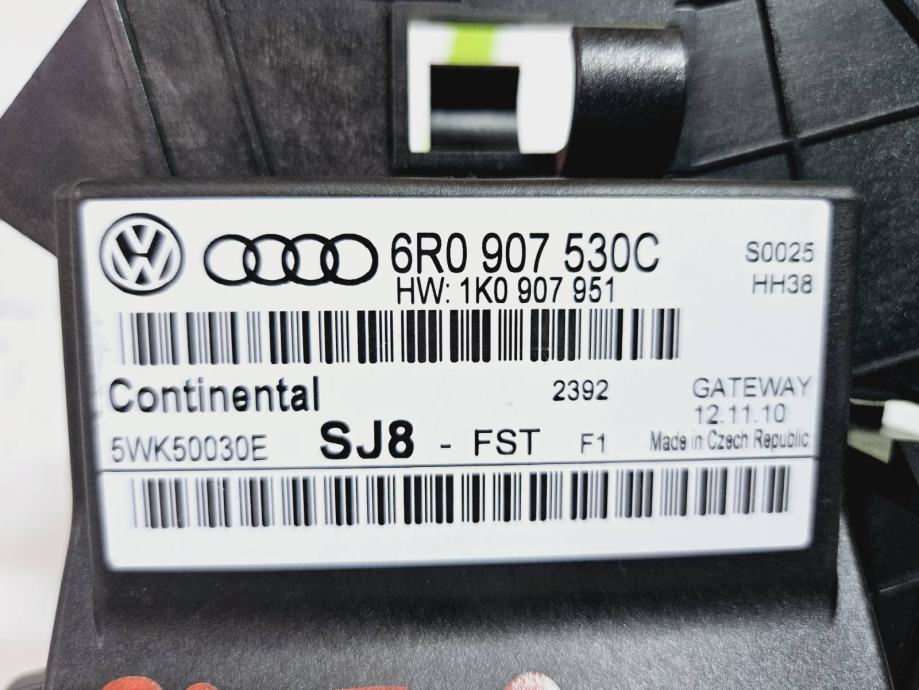 6R0 907 530C S0025
HW: 1K0 907 951 HH38
Continental 2392 GATEWAY
12.11.10
5WK50030E SJ8 - FST F1 Made in Czech Republic